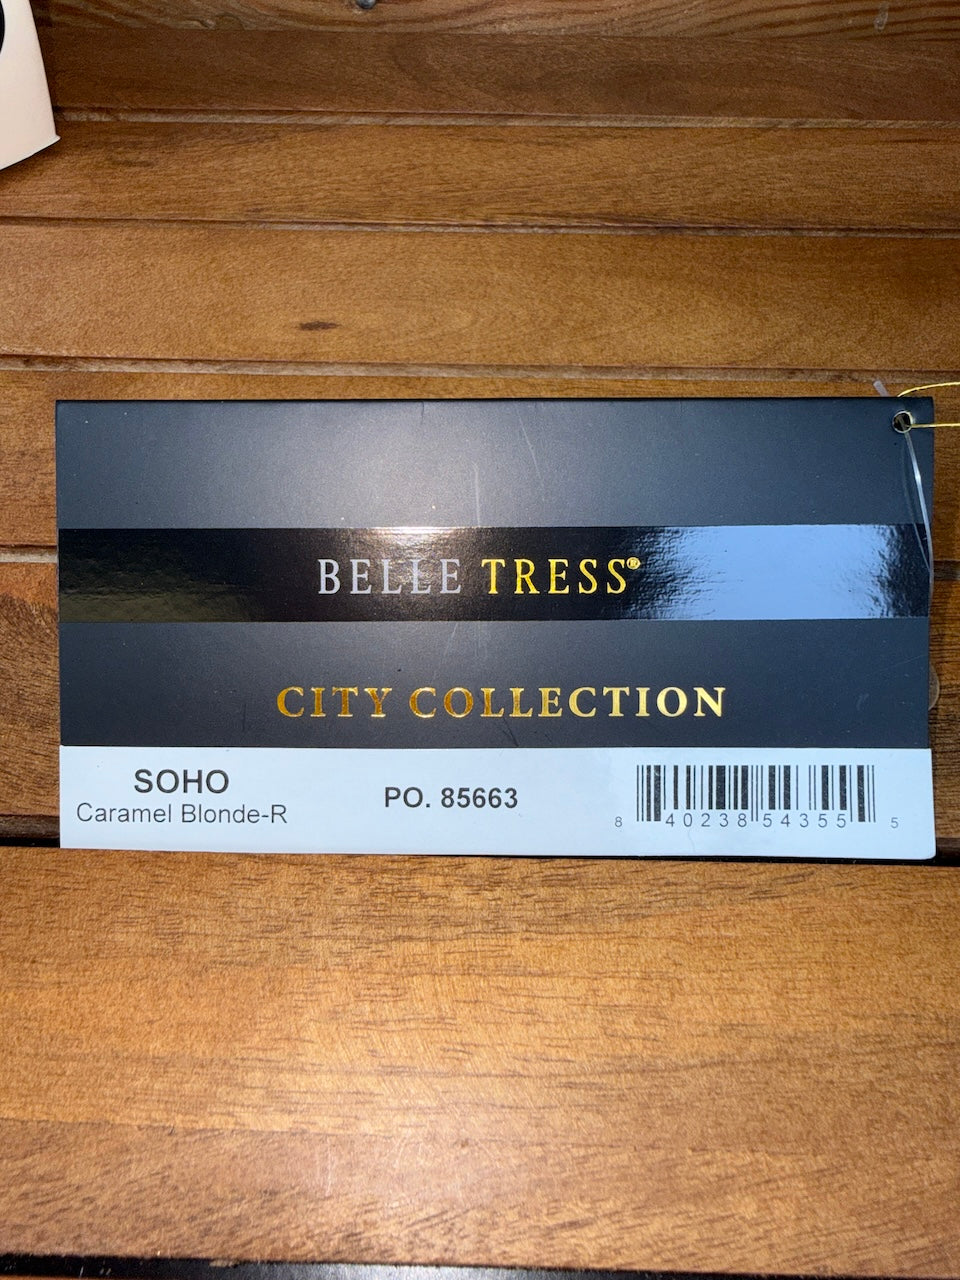 BELLE TRESS®
CITY COLLECTION
SOHO
Caramel Blonde-R
PO. 85663
8 40238 54355 5